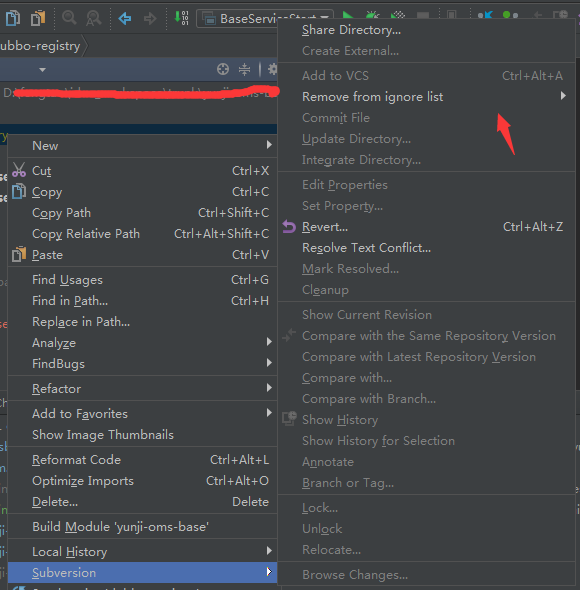 BaseServiceStart
ubbo-registry
D:
New
Cut Ctrl+X
Copy Ctrl+C
Copy Path Ctrl+Shift+C
Copy Relative Path Ctrl+Alt+Shift+C
Paste Ctrl+V
Find Usages Ctrl+G
Find in Path... Ctrl+H
Replace in Path...
Analyze
FindBugs
Refactor
Add to Favorites
Show Image Thumbnails
Reformat Code Ctrl+Alt+L
Optimize Imports Ctrl+Alt+O
Delete... Delete
Build Module 'yunji-oms-base'
Local History
Subversion
Share Directory...
Create External...
Add to VCS Ctrl+Alt+A
Remove from ignore list
Commit File
Update Directory...
Integrate Directory...
Edit Properties
Set Property...
Revert... Ctrl+Alt+Z
Resolve Text Conflict...
Mark Resolved...
Cleanup
Show Current Revision
Compare with the Same Repository Version
Compare with Latest Repository Version
Compare with...
Compare with Branch...
Show History
Show History for Selection
Annotate
Branch or Tag...
Lock...
Unlock
Relocate...
Browse Changes...